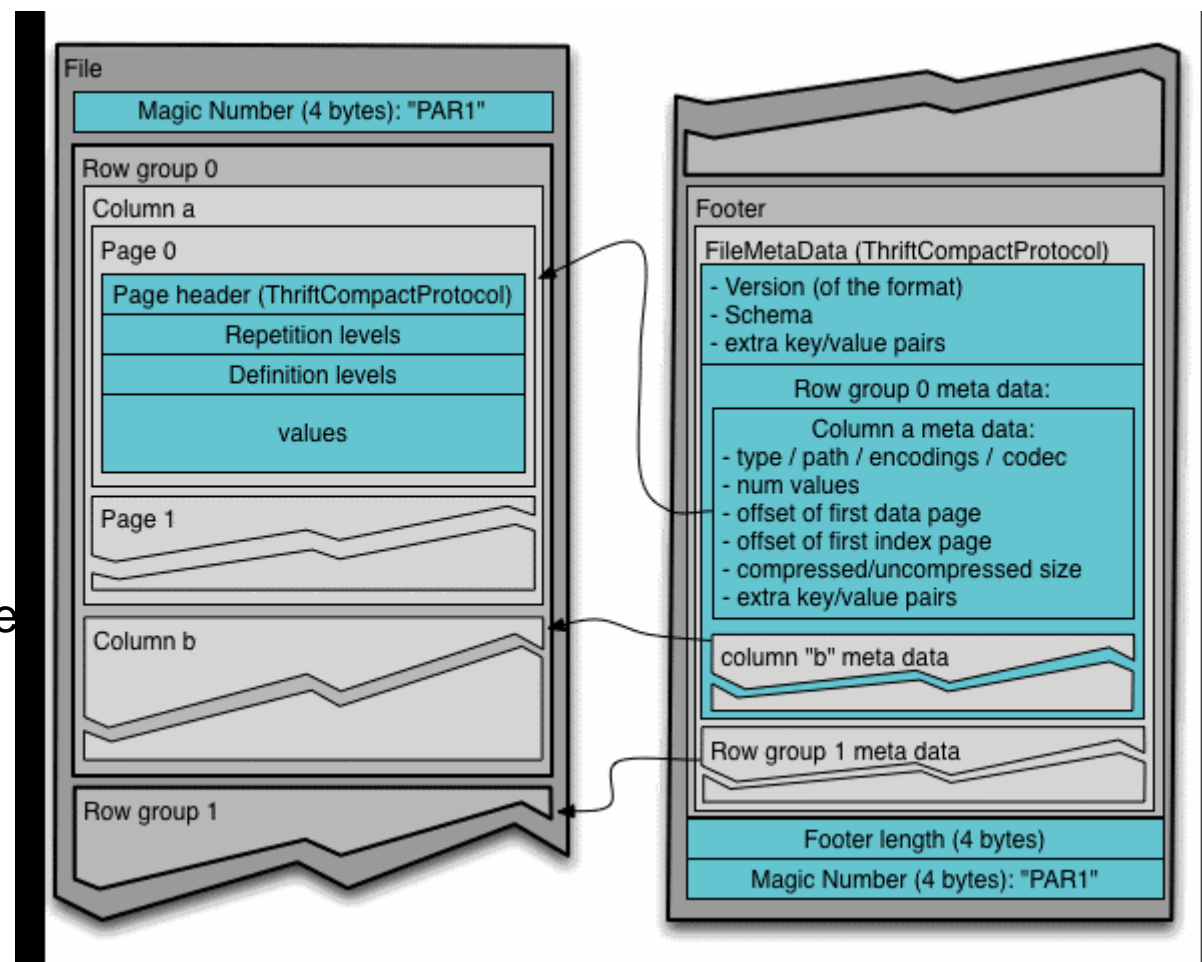 File
Magic Number (4 bytes): "PAR1"
Row group 0
Column a
Page 0
Page header (ThriftCompactProtocol)
Repetition levels
Definition levels
values
Page 1
e
Column b
Row group 1
Footer
FileMetaData (ThriftCompactProtocol)
- Version (of the format)
- Schema
- extra key/value pairs
Row group 0 meta data:
Column a meta data:
- type / path / encodings / codec
- num values
- offset of first data page
- offset of first index page
- compressed/uncompressed size
- extra key/value pairs
column "b" meta data
Row group 1 meta data
Footer length (4 bytes)
Magic Number (4 bytes): "PAR1"